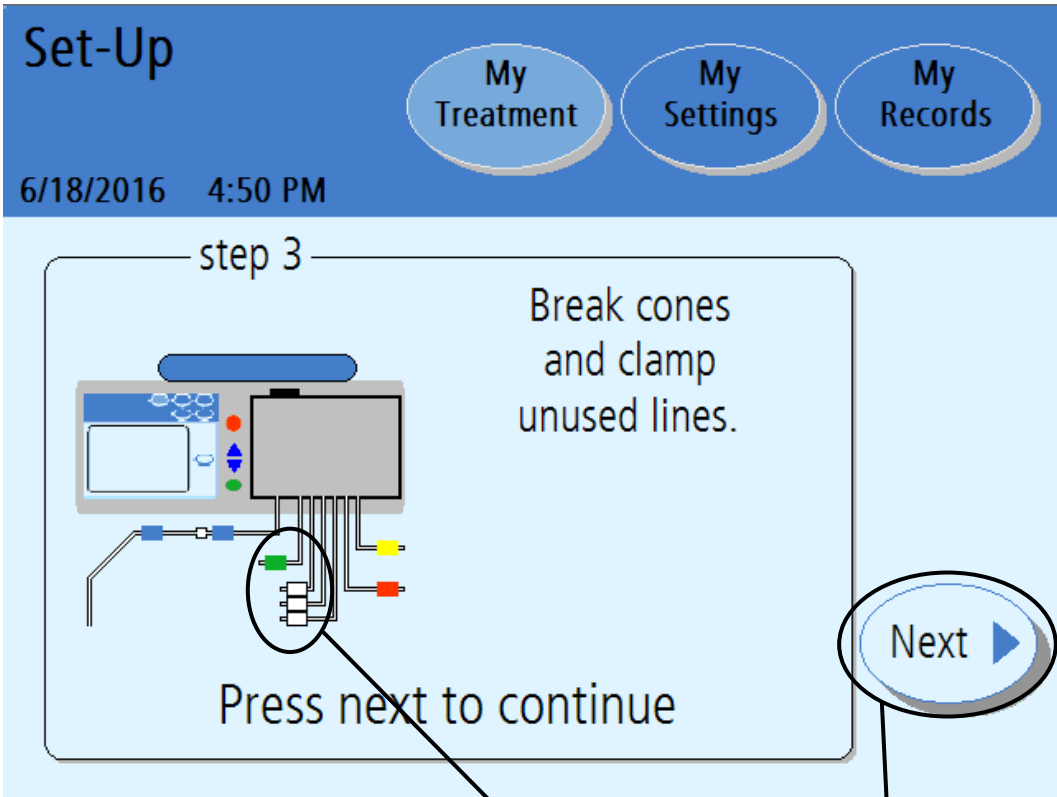 Set-Up
My
Treatment
My
Settings
My
Records
6/18/2016 4:50 PM
step 3
Break cones
and clamp
unused lines.
Next
Press next to continue